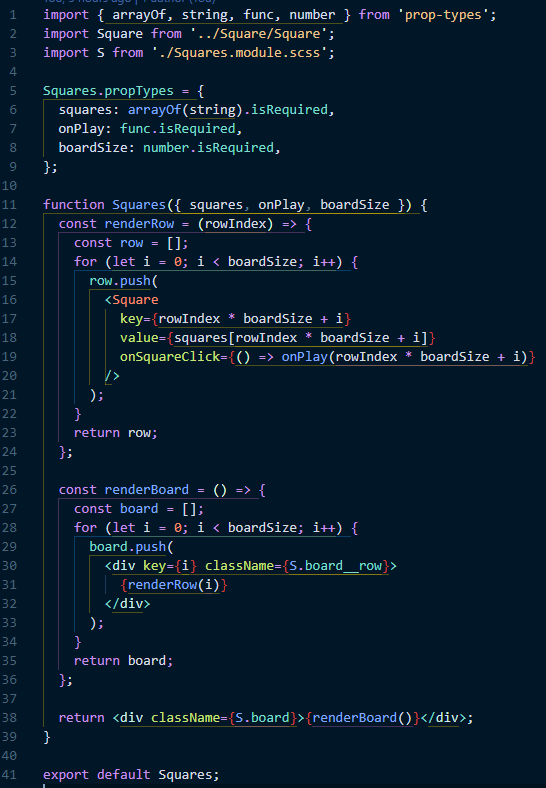 1 import { arrayOf, string, func, number } from 'prop-types';
2 import Square from '../Square/Square';
3 import S from './Squares.module.scss';
4
5 Squares.propTypes = {
6   squares: arrayOf(string).isRequired,
7   onPlay: func.isRequired,
8   boardSize: number.isRequired,
9 };
10
11 function Squares({ squares, onPlay, boardSize }) {
12   const renderRow = (rowIndex) => {
13     const row = [];
14     for (let i = 0; i < boardSize; i++) {
15       row.push(
16         <Square
17           key={rowIndex * boardSize + i}
18           value={squares[rowIndex * boardSize + i]}
19           onSquareClick={() => onPlay(rowIndex * boardSize + i)}
20         />
21       );
22     }
23     return row;
24   };
25
26   const renderBoard = () => {
27     const board = [];
28     for (let i = 0; i < boardSize; i++) {
29       board.push(
30         <div key={i} className={S.board__row}>
31           {renderRow(i)}
32         </div>
33       );
34     }
35     return board;
36   };
37
38   return <div className={S.board}>{renderBoard()}</div>;
39 }
40
41 export default Squares;